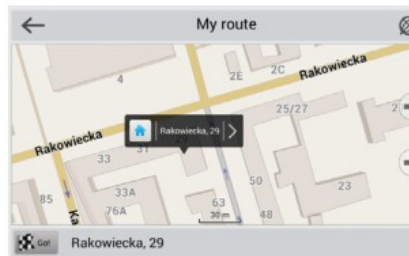 My route
4
2E
2C
Rakowiecka
25/27
Rakowiecka, 29
Rakowiecka
33
31
33A
85
76A
Ka
63
50
48
23
30 m
Go!
Rakowiecka, 29